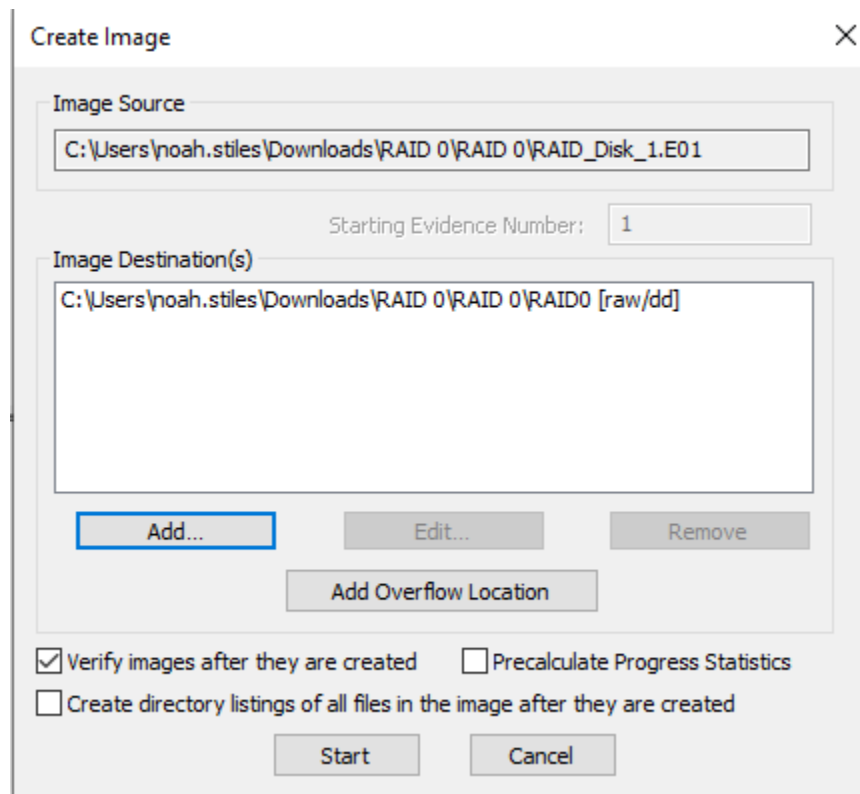 Create Image
Image Source
C:\Users\noah.stiles\Downloads\RAID 0\RAID 0\RAID_Disk_1.E01
Starting Evidence Number: 1
Image Destination(s)
C:\Users\noah.stiles\Downloads\RAID 0\RAID 0\RAID0 [raw/dd]
Add... Edit... Remove
Add Overflow Location
Verify images after they are created Precalculate Progress Statistics
Create directory listings of all files in the image after they are created
Start Cancel